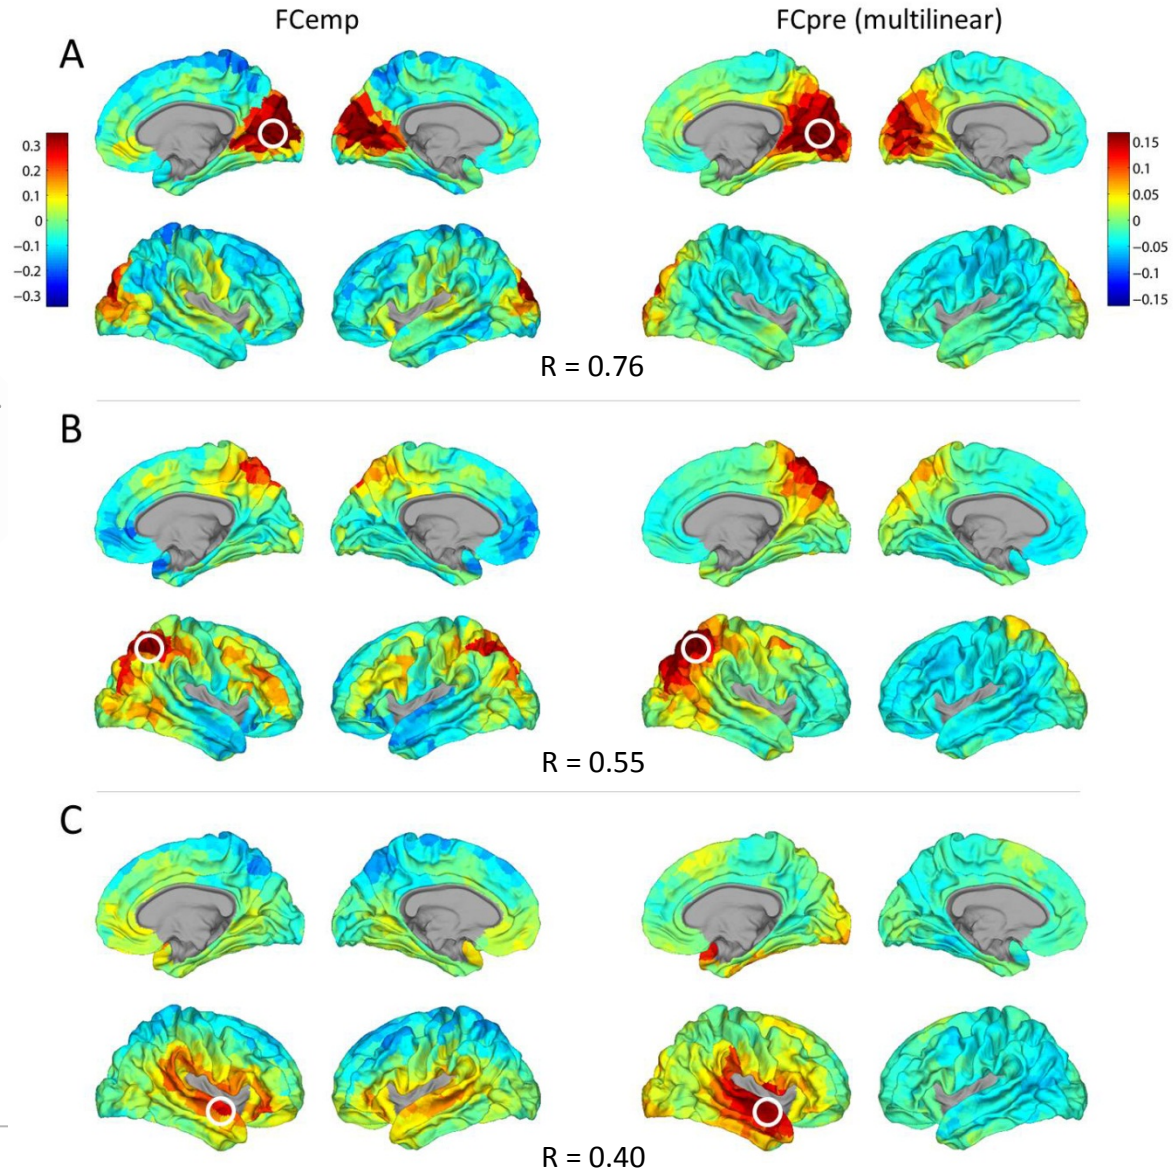 FCemp
FCpre (multilinear)
A
0.3
0.2
0.1
0
−0.1
−0.2
−0.3
0.15
0.1
0.05
0
−0.05
−0.1
−0.15
R = 0.76
B
R = 0.55
C
R = 0.40